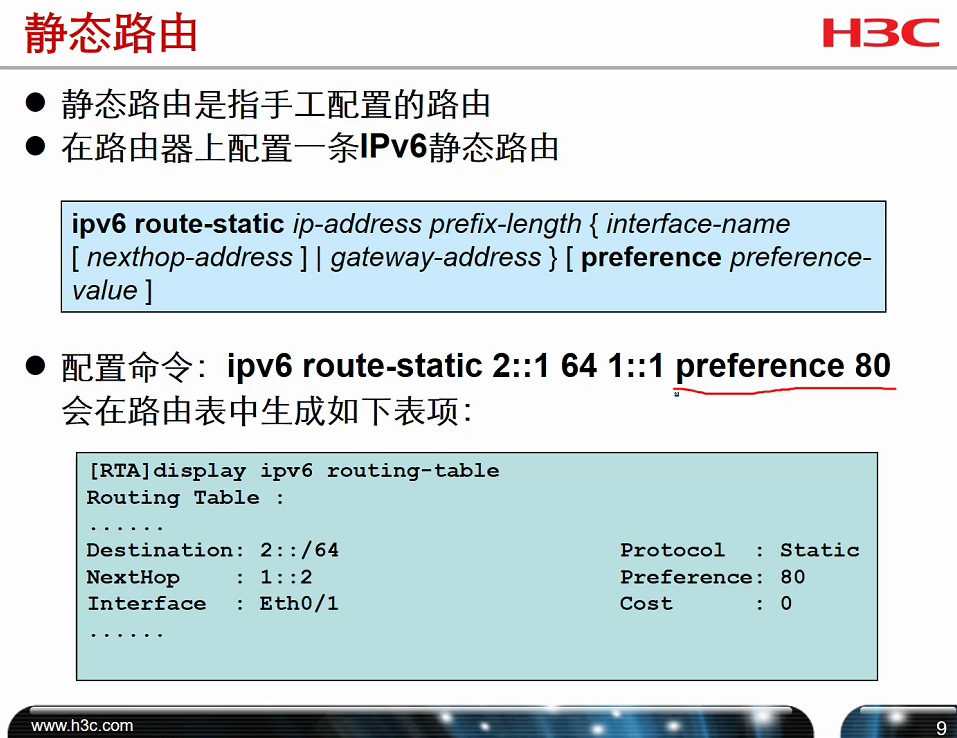 静态路由
H3C
● 静态路由是指手工配置的路由
● 在路由器上配置一条IPv6静态路由
ipv6 route-static ip-address prefix-length { interface-name
[ nexthop-address ] | gateway-address } [ preference preference-
value ]
● 配置命令：ipv6 route-static 2::1 64 1::1 preference 80
会在路由表中生成如下表项：
[RTA]display ipv6 routing-table
Routing Table :
......
Destination: 2::/64 Protocol : Static
NextHop : 1::2 Preference: 80
Interface : Eth0/1 Cost : 0
......
www.h3c.com
9